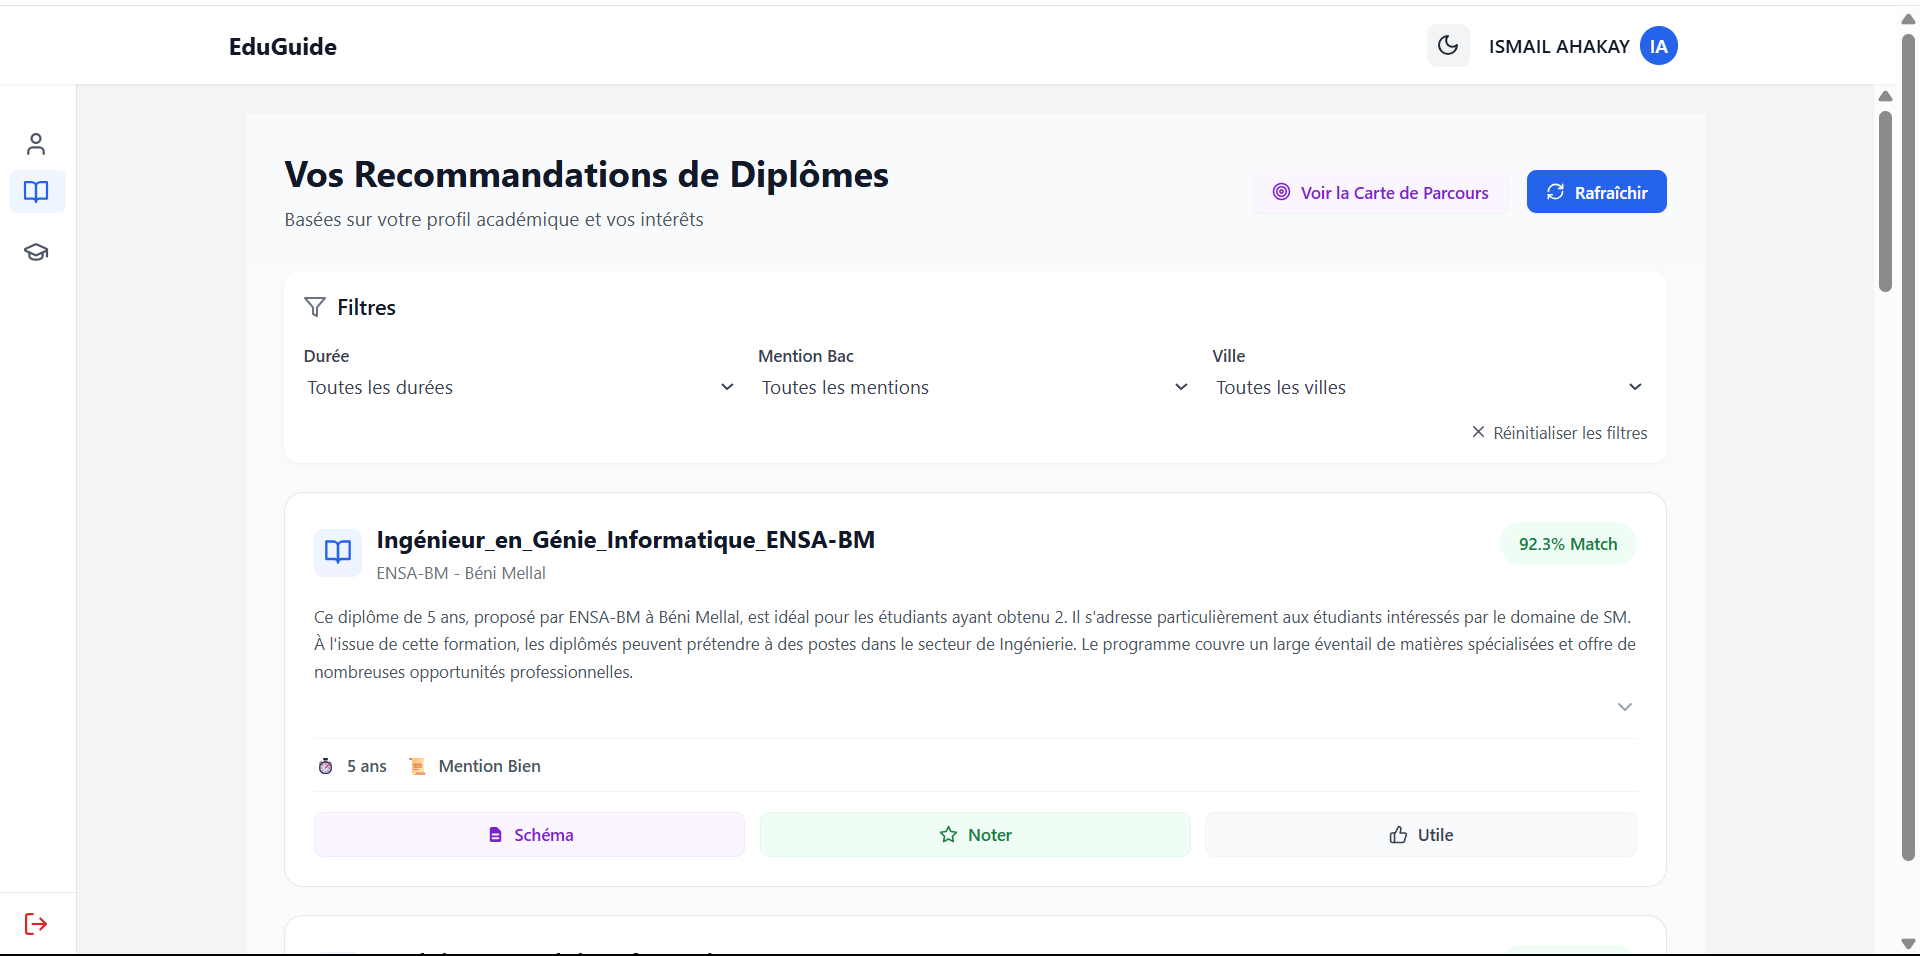 EduGuide
ISMAIL AHAKAY
IA
Vos Recommandations de Diplômes
Basées sur votre profil académique et vos intérêts
Voir la Carte de Parcours
Rafraîchir
Filtres
Durée
Mention Bac
Ville
Toutes les durées
Toutes les mentions
Toutes les villes
Réinitialiser les filtres
Ingénieur_en_Génie_Informatique_ENSA-BM
92.3% Match
ENSA-BM - Béni Mellal
Ce diplôme de 5 ans, proposé par ENSA-BM à Béni Mellal, est idéal pour les étudiants ayant obtenu 2. Il s'adresse particulièrement aux étudiants intéressés par le domaine de SM.
À l'issue de cette formation, les diplômés peuvent prétendre à des postes dans le secteur de Ingénierie. Le programme couvre un large éventail de matières spécialisées et offre de
nombreuses opportunités professionnelles.
5 ans
Mention Bien
Schéma
Noter
Utile